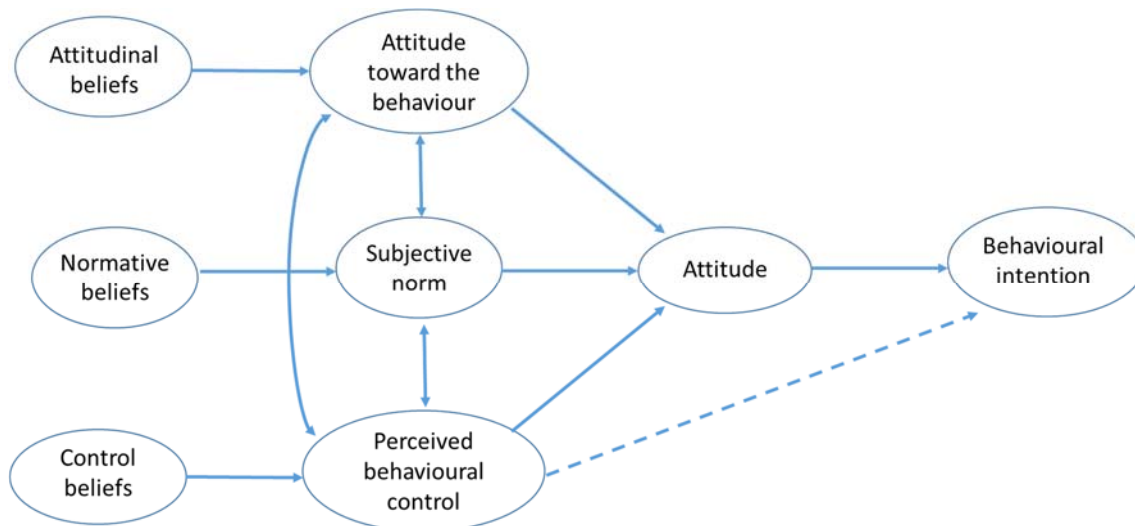 Attitudinal
beliefs
Attitude
toward the
behaviour
Normative
beliefs
Subjective
norm
Attitude
Behavioural
intention
Control
beliefs
Perceived
behavioural
control